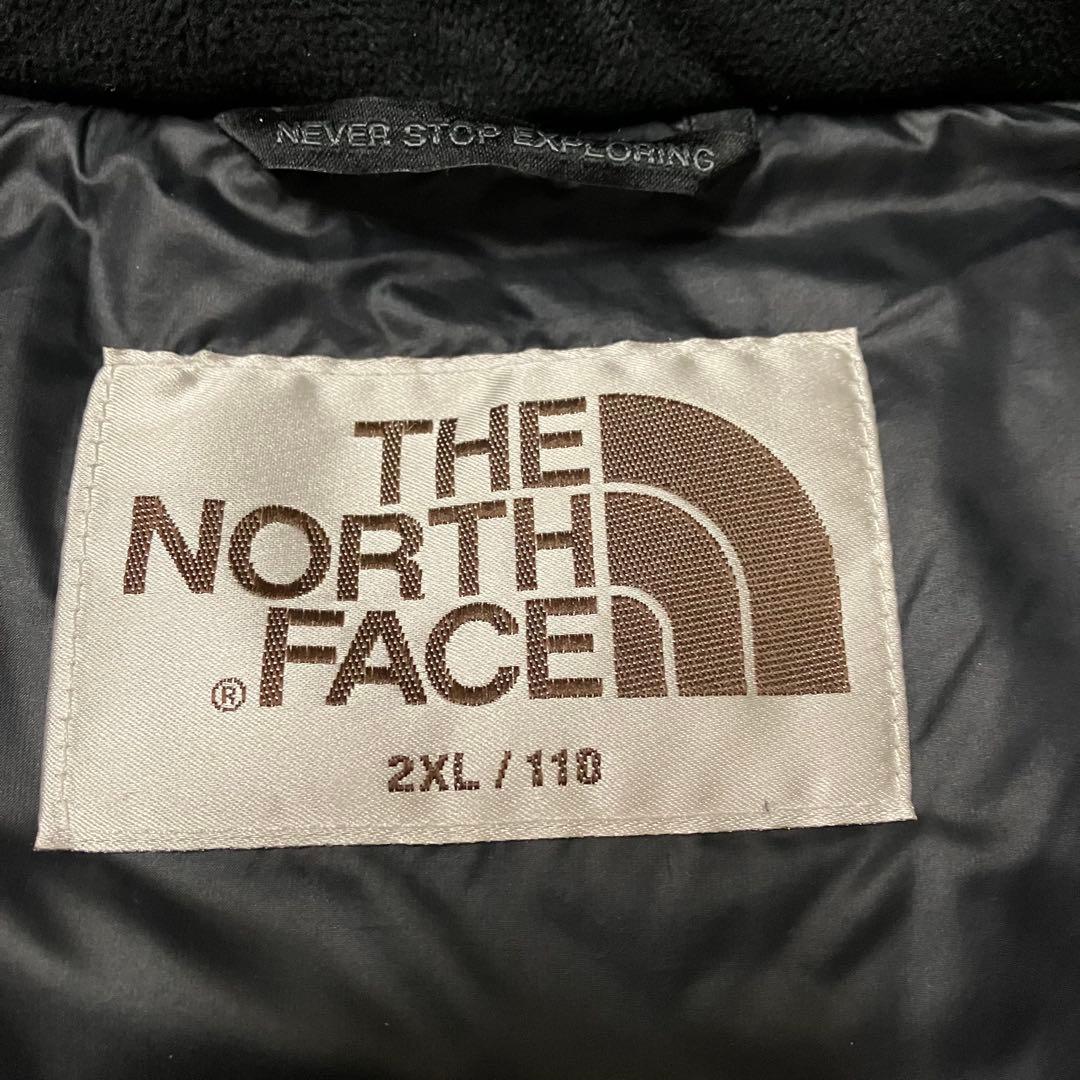 NEVER STOP EXPLORING
THE
NORTH
® FACE
2XL / 110